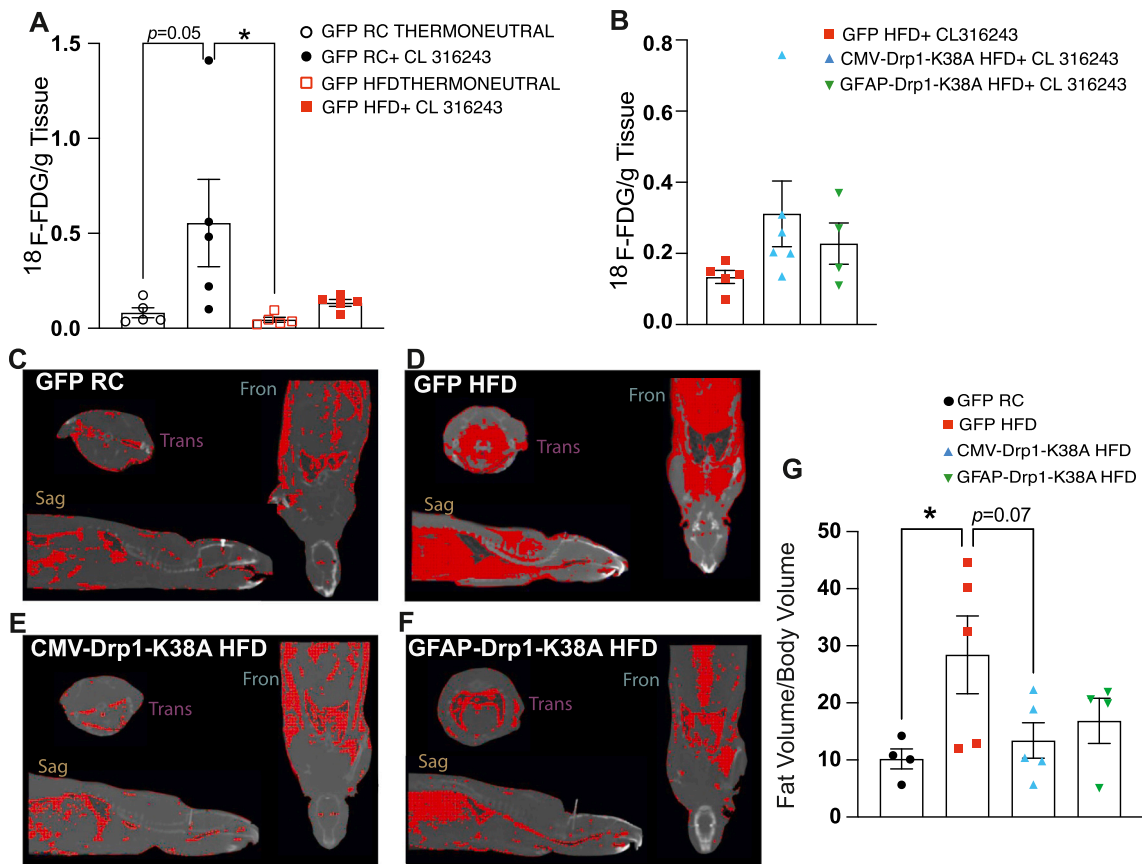 A
p=0.05
*
GFP RC THERMONEUTRAL
GFP RC+ CL 316243
GFP HFDTHERMONEUTRAL
GFP HFD+ CL 316243
18F-FDG/g Tissue
1.5
1.0
0.5
0.0
B
GFP HFD+ CL316243
CMV-Drp1-K38A HFD+ CL 316243
GFAP-Drp1-K38A HFD+ CL 316243
18F-FDG/g Tissue
0.8
0.6
0.4
0.2
0.0
C
GFP RC
Fron
Trans
Sag
D
GFP HFD
Fron
Trans
Sag
E
CMV-Drp1-K38A HFD
Fron
Trans
Sag
F
GFAP-Drp1-K38A HFD
Fron
Trans
Sag
G
GFP RC
GFP HFD
CMV-Drp1-K38A HFD
GFAP-Drp1-K38A HFD
*
p=0.07
Fat Volume/Body Volume
50
40
30
20
10
0